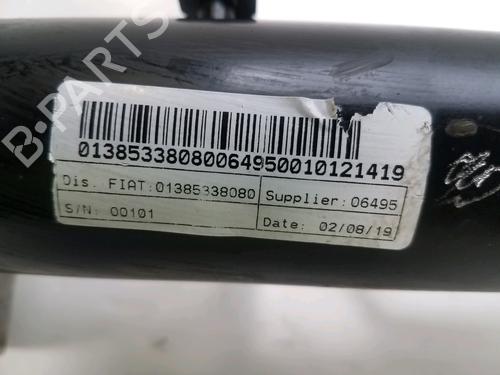 B-PARTS
01385338080064950010121419
Dis. FIAT:01385338080 Supplier:06495
S/N: 00101 Date: 02/08/19